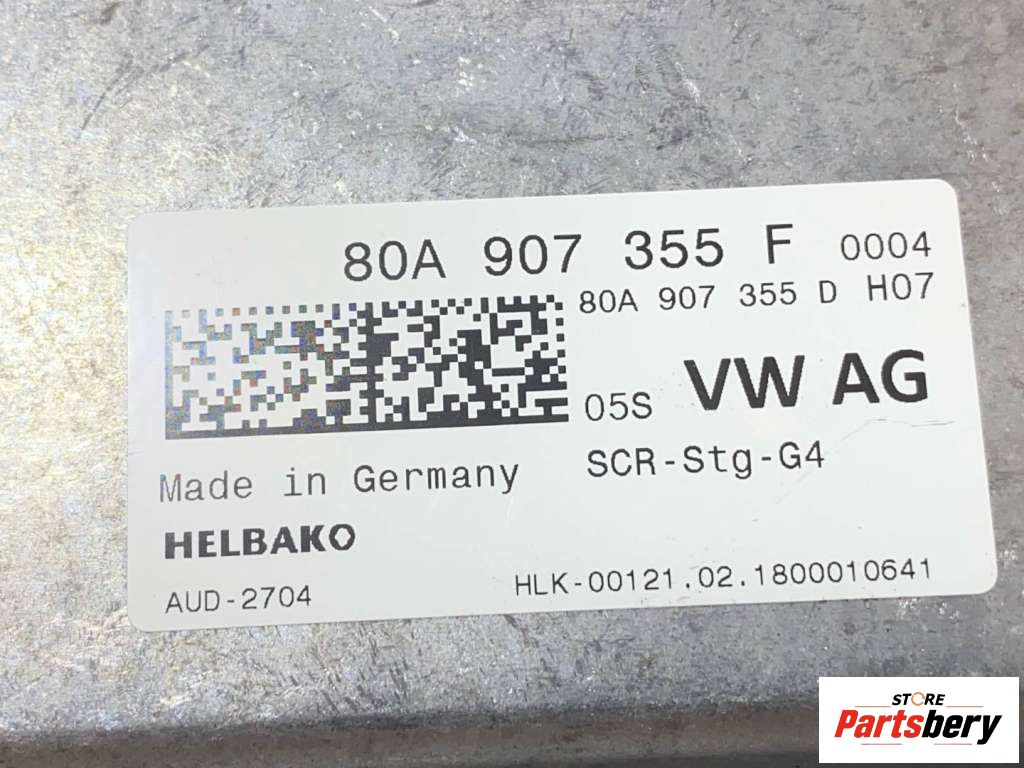 80A 907 355 F 0004
80A 907 355 D H07
05S VW AG
SCR-Stg-G4
Made in Germany
HELBAKO
AUD-2704
HLK-00121.02.1800010641
STORE
Partsbery